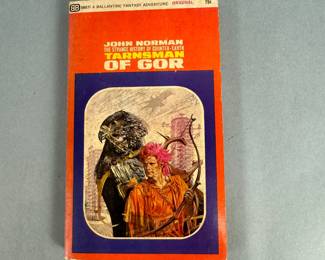 A BALLANTINE FANTASY ADVENTURE ORIGINAL 75¢
JOHN NORMAN
THE STRANGE HISTORY OF COUNTER-EARTH
TARNSMAN
OF GOR